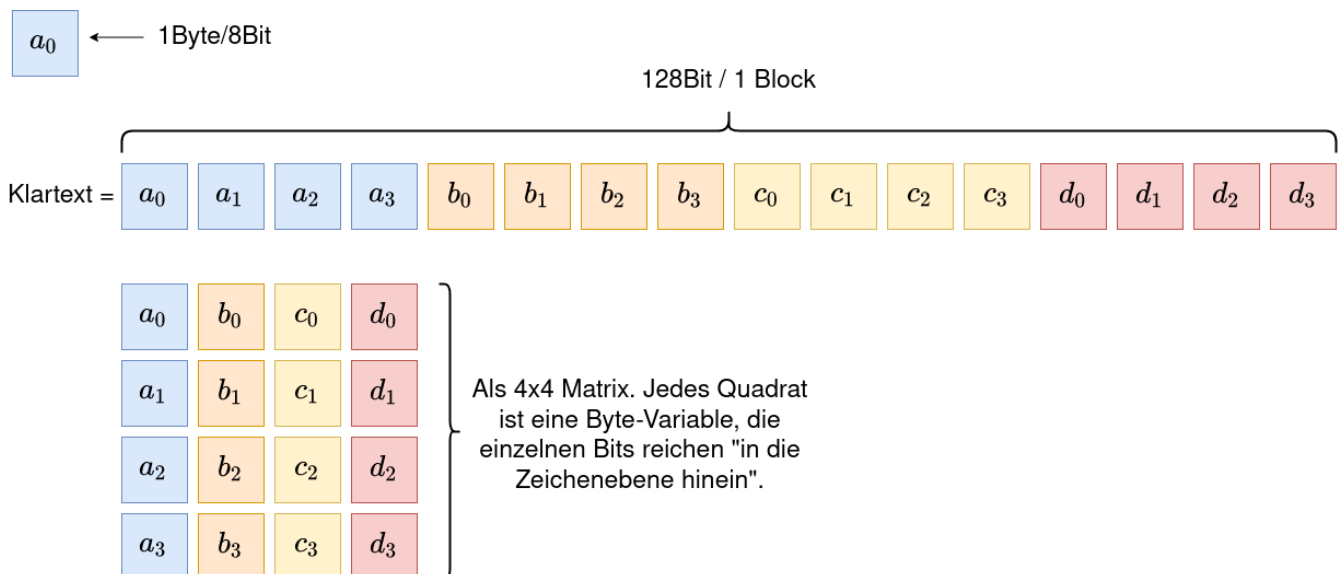 a₀ 1Byte/8Bit
128Bit / 1 Block
Klartext = a₀ a₁ a₂ a₃ b₀ b₁ b₂ b₃ c₀ c₁ c₂ c₃ d₀ d₁ d₂ d₃
a₀ b₀ c₀ d₀
a₁ b₁ c₁ d₁
a₂ b₂ c₂ d₂
a₃ b₃ c₃ d₃
Als 4x4 Matrix. Jedes Quadrat
ist eine Byte-Variable, die
einzelnen Bits reichen "in die
Zeichenebene hinein".